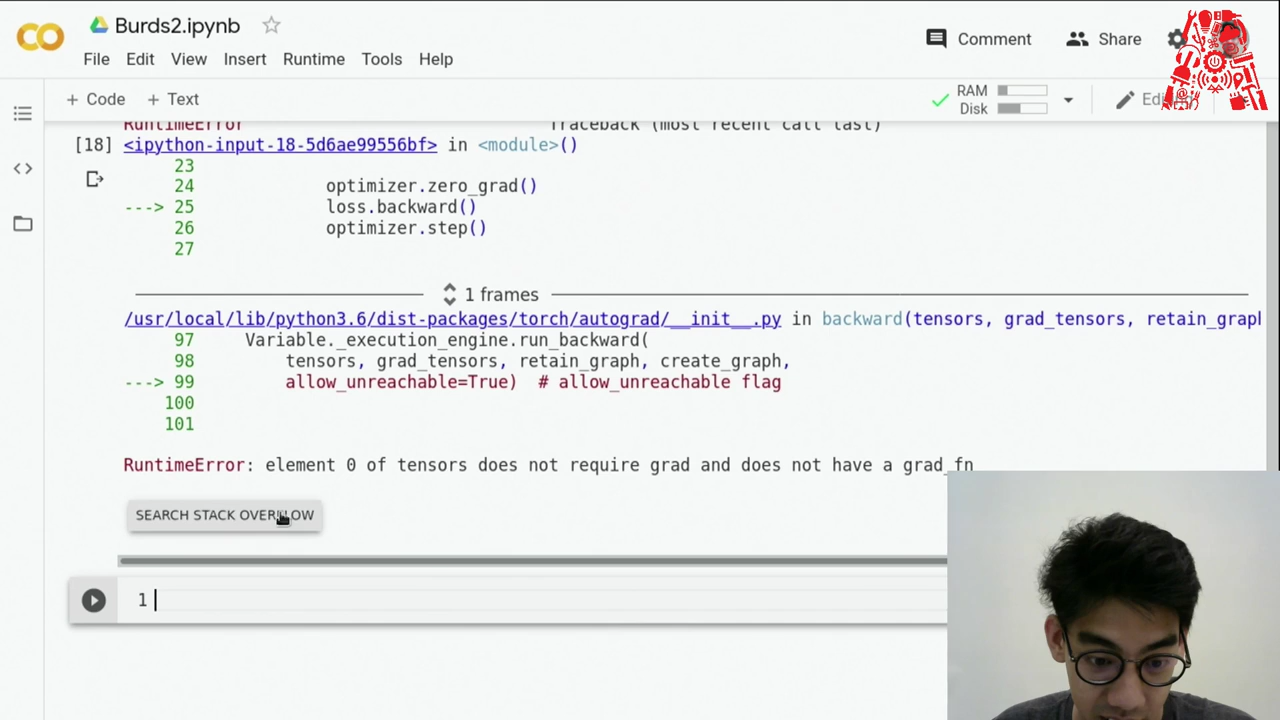 Burds2.ipynb
File Edit View Insert Runtime Tools Help
Comment
Share
+ Code + Text
RAM
Disk
RuntimeError Traceback (most recent call last)
[18] <ipython-input-18-5d6ae99556bf> in <module>()
23
24 optimizer.zero_grad()
---> 25 loss.backward()
26 optimizer.step()
27
1 frames
/usr/local/lib/python3.6/dist-packages/torch/autograd/__init__.py in backward(tensors, grad_tensors, retain_graph
97 Variable._execution_engine.run_backward(
98 tensors, grad_tensors, retain_graph, create_graph,
---> 99 allow_unreachable=True) # allow_unreachable flag
100
101
RuntimeError: element 0 of tensors does not require grad and does not have a grad_fn
SEARCH STACK OVERFLOW
1